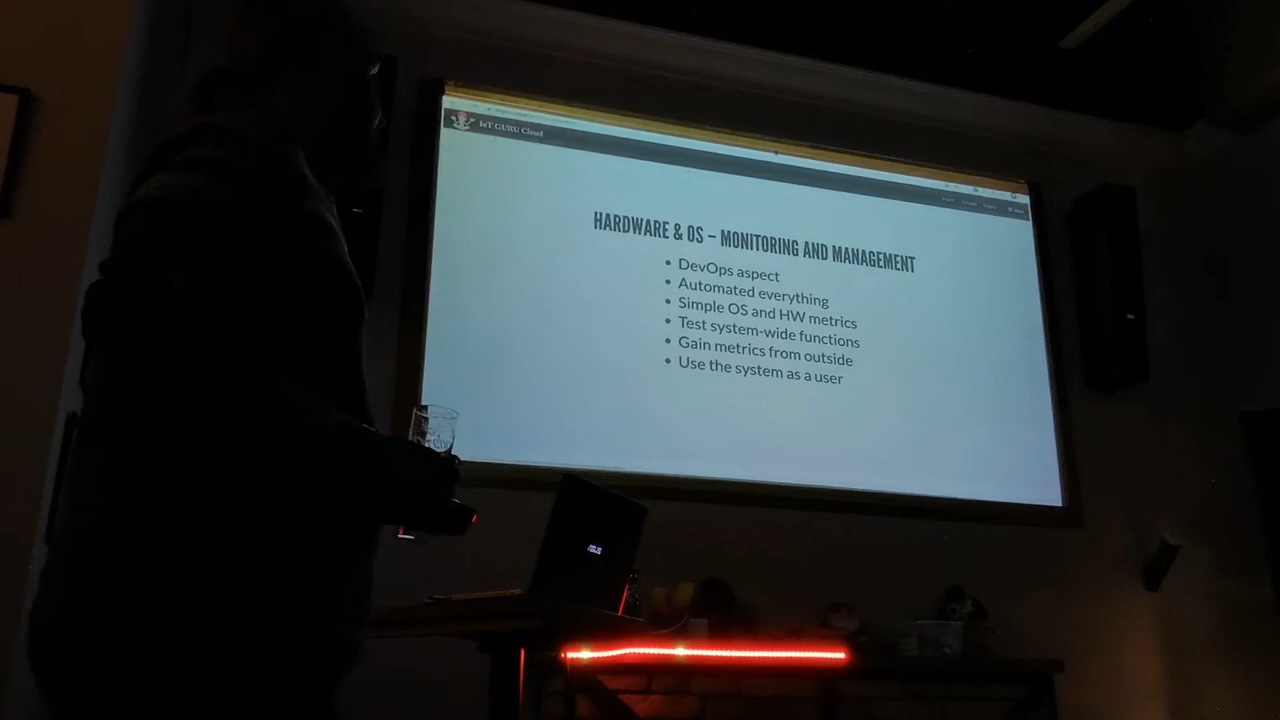 IoT GURU Cloud
HARDWARE & OS – MONITORING AND MANAGEMENT
• DevOps aspect
• Automated everything
• Simple OS and HW metrics
• Test system-wide functions
• Gain metrics from outside
• Use the system as a user
ASUS